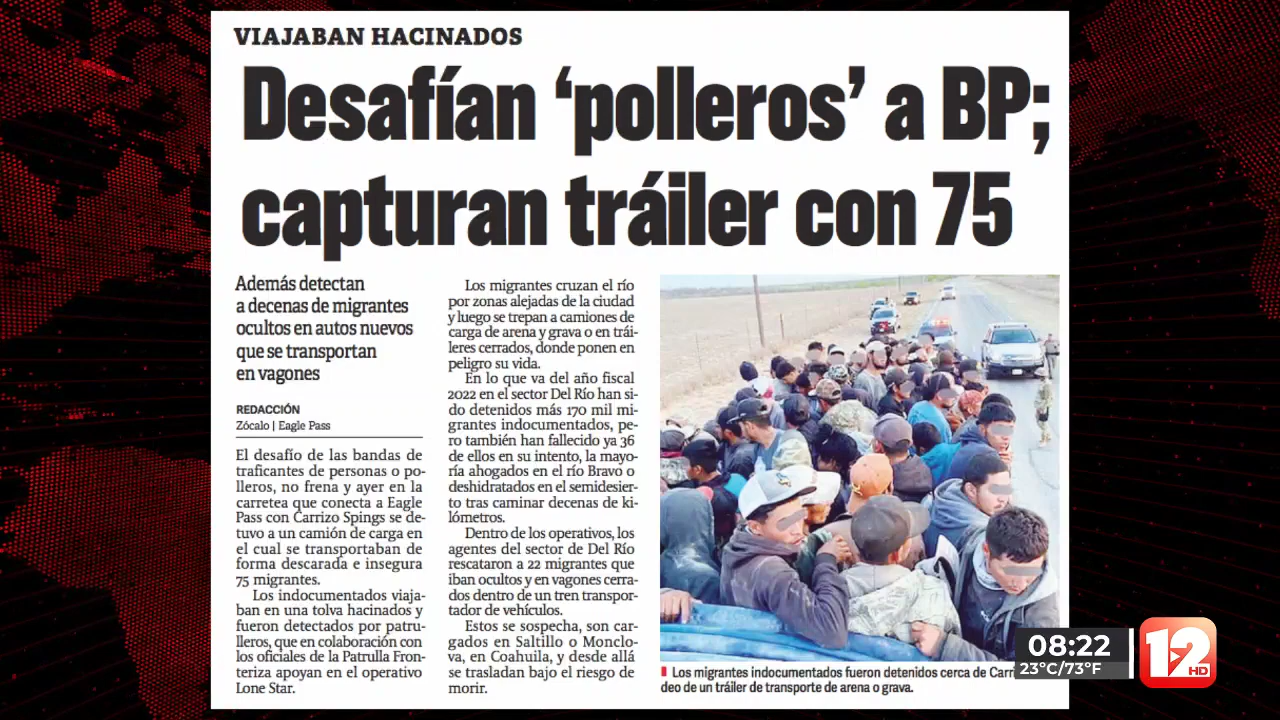 VIAJABAN HACINADOS
Desafían ‘polleros’ a BP;
capturan tráiler con 75
Además detectan
a decenas de migrantes
ocultos en autos nuevos
que se transportan
en vagones
REDACCIÓN
Zócalo | Eagle Pass
El desafío de las bandas de
traficantes de personas o po-
lleros, no frena y ayer en la
carretea que conecta a Eagle
Pass con Carrizo Spings se de-
tuvo a un camión de carga en
el cual se transportaban de
forma descarada e insegura
75 migrantes.
Los indocumentados viaja-
ban en una tolva hacinados y
fueron detectados por patru-
lleros, que en colaboración con
los oficiales de la Patrulla Fron-
teriza apoyan en el operativo
Lone Star.
Los migrantes cruzan el río
por zonas alejadas de la ciudad
y luego se trepan a camiones de
carga de arena y grava o en trái-
leres cerrados, donde ponen en
peligro su vida.
En lo que va del año fiscal
2022 en el sector Del Río han si-
do detenidos más 170 mil mi-
grantes indocumentados, pe-
ro también han fallecido ya 36
de ellos en su intento, la mayo-
ría ahogados en el río Bravo o
deshidratados en el semidesier-
to tras caminar decenas de ki-
lómetros.
Dentro de los operativos, los
agentes del sector de Del Río
rescataron a 22 migrantes que
iban ocultos y en vagones cerra-
dos dentro de un tren transpor-
tador de vehículos.
Estos se sospecha, son car-
gados en Saltillo o Monclo-
va, en Coahuila, y desde allá
se trasladan bajo el riesgo de
morir.
Los migrantes indocumentados fueron detenidos cerca de
deo de un tráiler de transporte de arena o grava.
08:22
23°C/73°F
12
HD